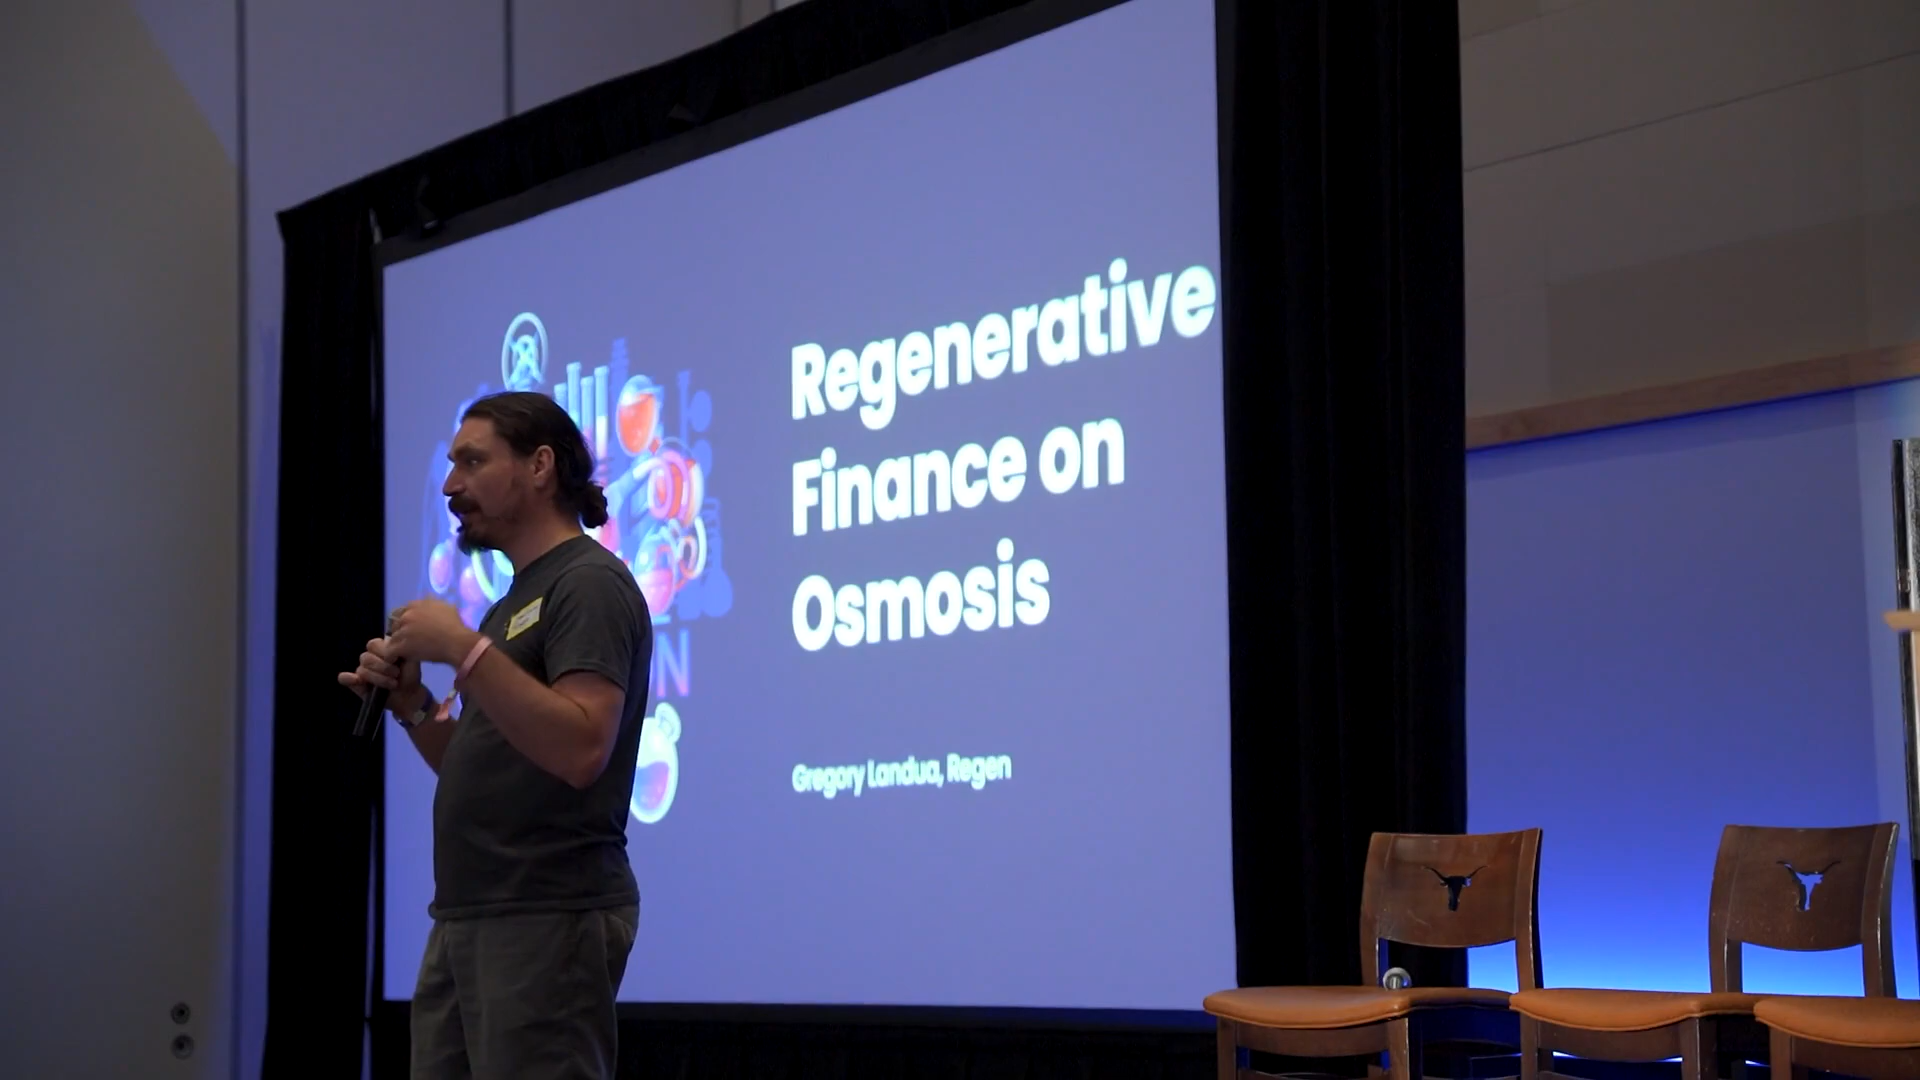 Regenerative
Finance on
Osmosis
Gregory Landua, Regen
N